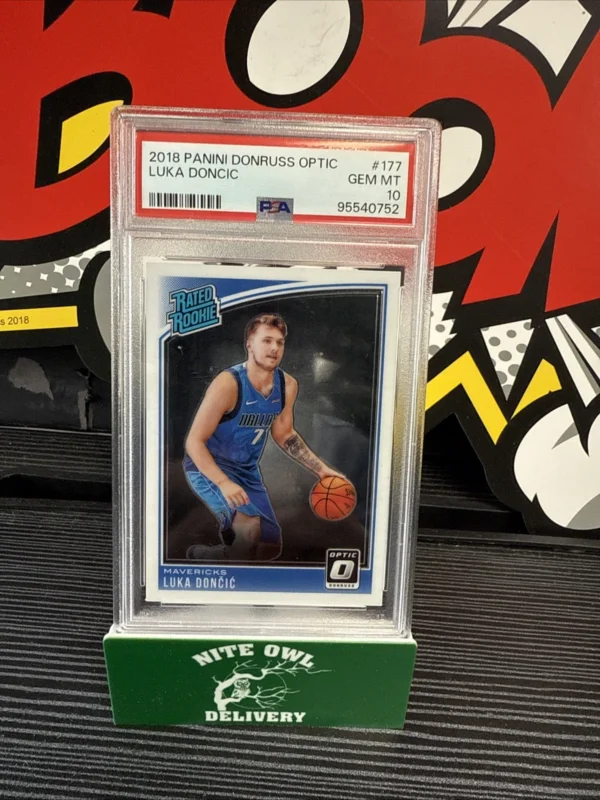 s 2018
2018 PANINI DONRUSS OPTIC #177
LUKA DONCIC GEM MT
10
PSA 95540752
RATED
ROOKIE
DALLAS
7
MAVERICKS
LUKA DONČIĆ
OPTIC
DONRUSS
NITE OWL
DELIVERY